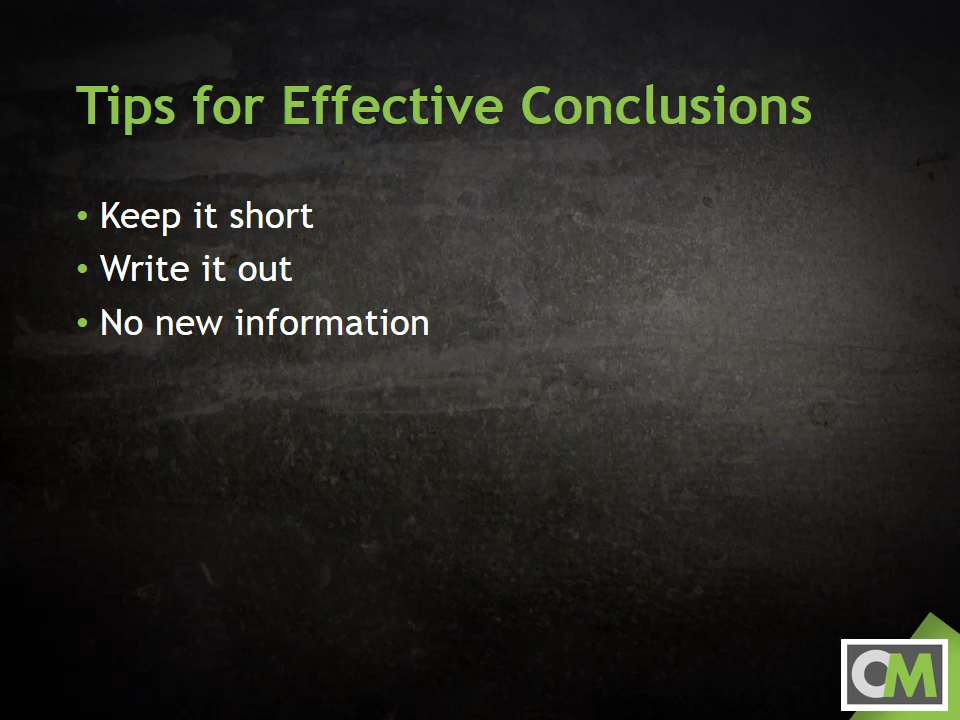 Tips for Effective Conclusions
• Keep it short
• Write it out
• No new information
CM